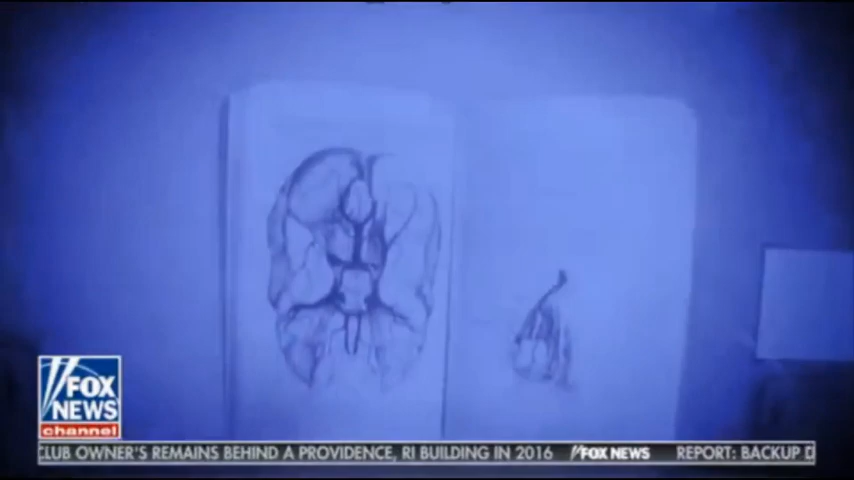 FOX
NEWS
channel
CLUB OWNER'S REMAINS BEHIND A PROVIDENCE, RI BUILDING IN 2016 FOX NEWS REPORT: BACKUP D